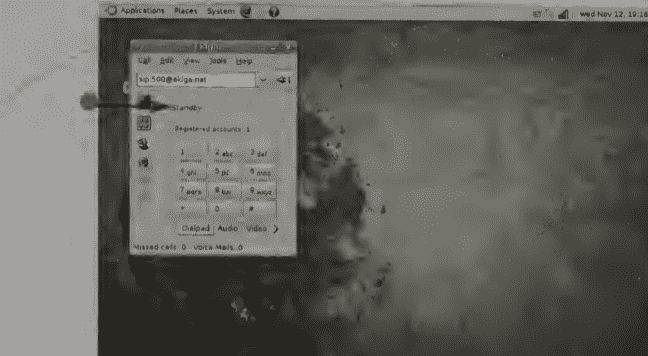 Applications Places System
Wed Nov 12, 19:18
Call Edit View Tools Help
sip:500@ekiga.net
Standby
Registered accounts: 1
1 2 abc 3 def
4 ghi 5 jkl 6 mno
7 pqrs 8 tuv 9 wxyz
* 0 #
Dialpad Audio Video
Missed calls: 0 - Voice Mails: 0